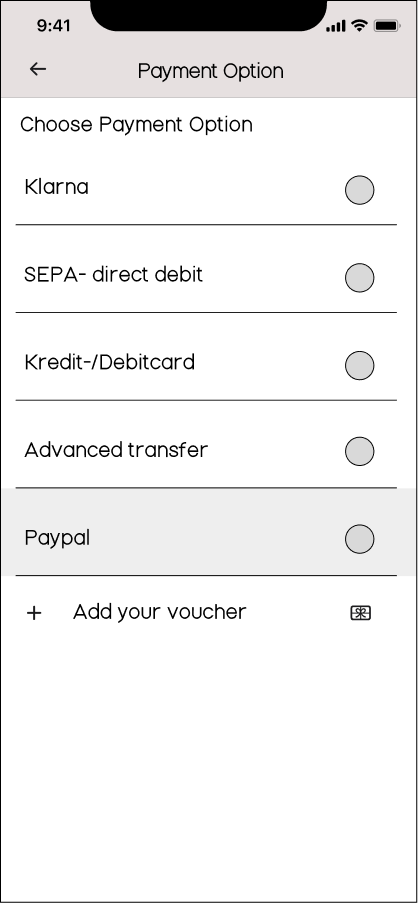 9:41
Payment Option
Choose Payment Option
Klarna
SEPA- direct debit
Kredit-/Debitcard
Advanced transfer
Paypal
+ Add your voucher